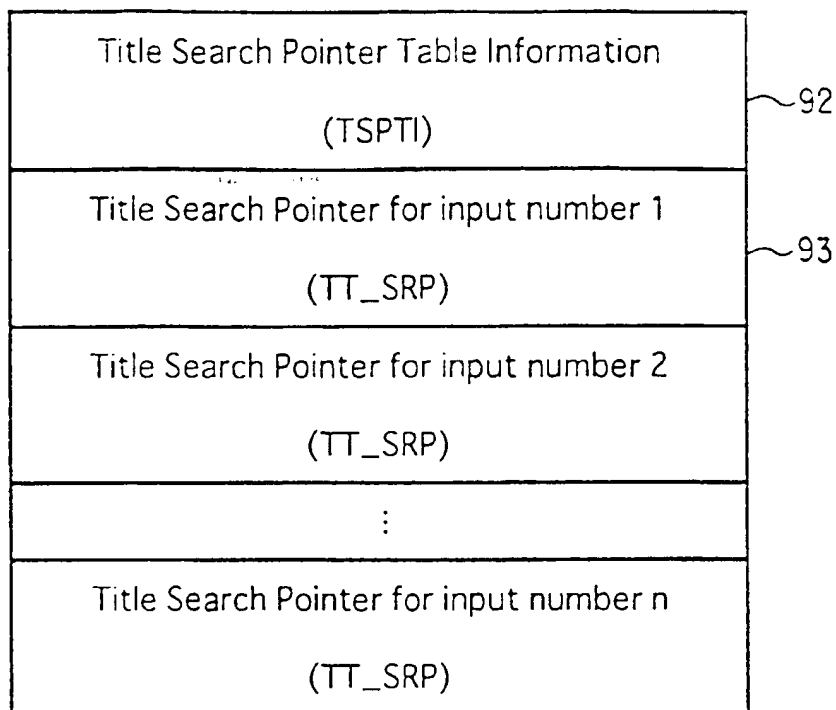 Title Search Pointer Table Information
(TSPTI)
92
Title Search Pointer for input number 1
(TT_SRP)
93
Title Search Pointer for input number 2
(TT_SRP)
⋮
Title Search Pointer for input number n
(TT_SRP)